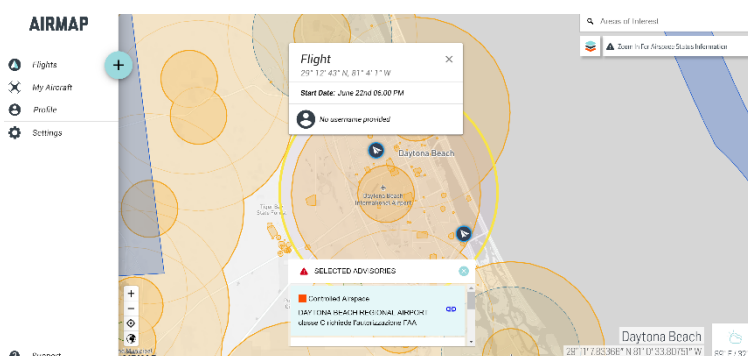 AIRMAP
Flights
My Aircraft
Profile
Settings
Areas of Interest
Zoom In For Airspace Status Information
Flight
29° 12' 43" N, 81° 4' 1" W
Start Date: June 22nd 06:00 PM
No username provided
Daytona Beach
Daytona Beach
International Airport
SELECTED ADVISORIES
Controlled Airspace
DAYTONA BEACH REGIONAL AIRPORT
classe C richiede l'autorizzazione FAA
Support
Daytona Beach